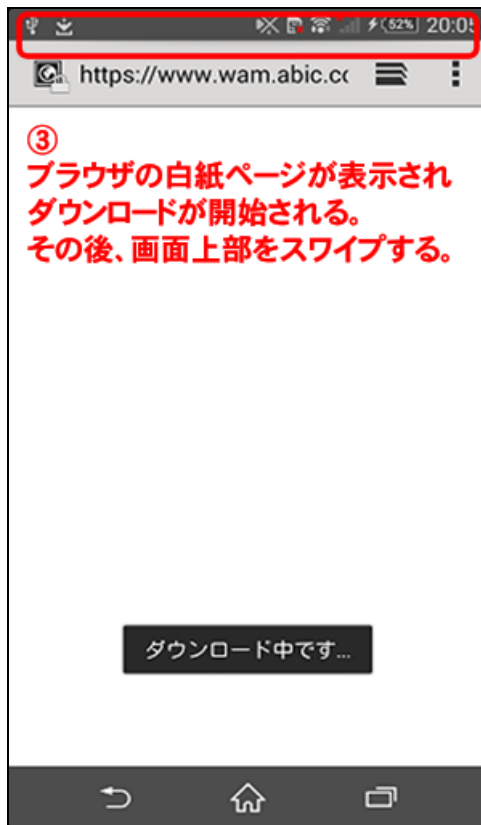 52% 20:05
https://www.wam.abic.co
③
ブラウザの白紙ページが表示され
ダウンロードが開始される。
その後、画面上部をスワイプする。
ダウンロード中です...